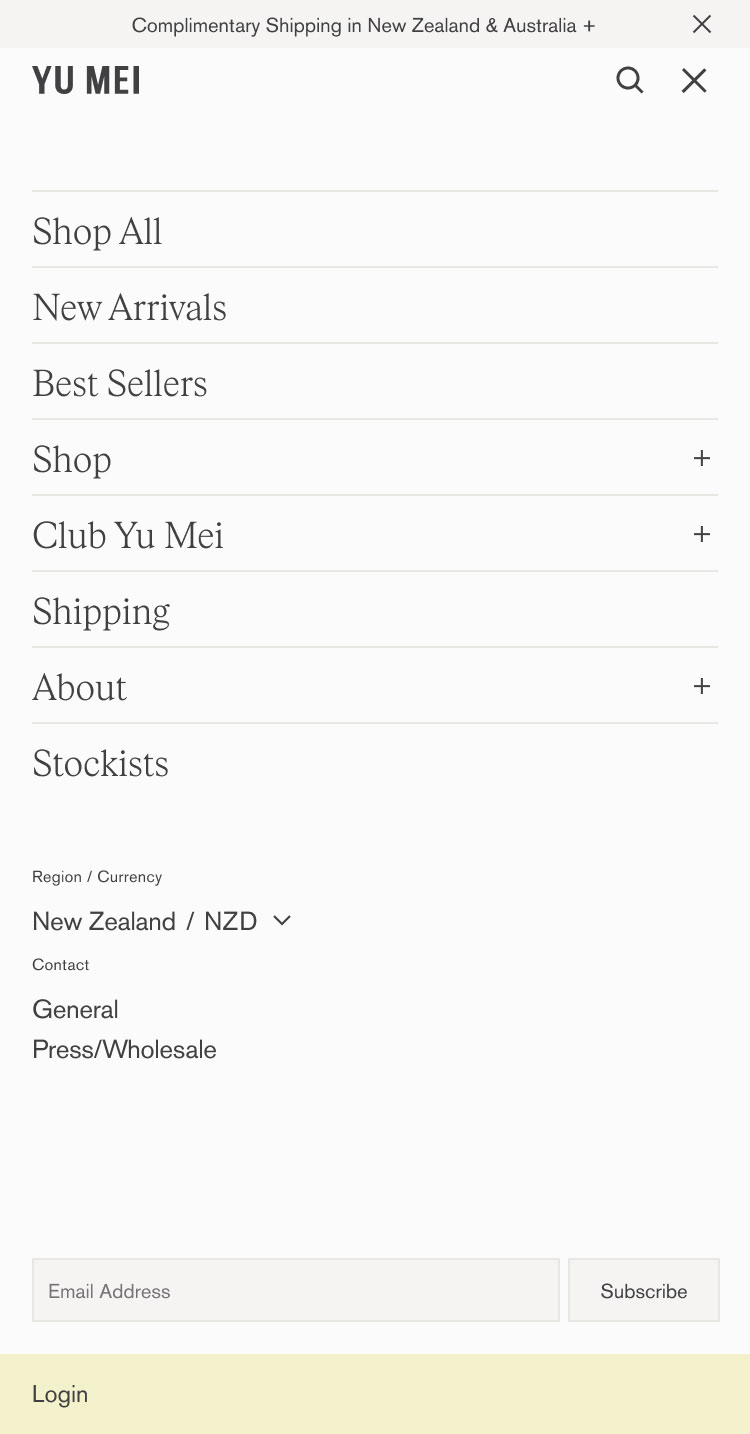 Complimentary Shipping in New Zealand & Australia +
YU MEI
Shop All
New Arrivals
Best Sellers
Shop +
Club Yu Mei +
Shipping
About +
Stockists
Region / Currency
New Zealand / NZD
Contact
General
Press/Wholesale
Email Address Subscribe
Login